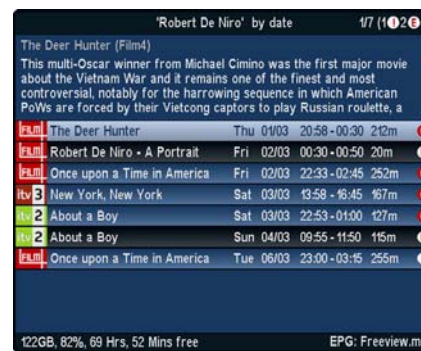 'Robert De Niro' by date 1/7 (1 2
The Deer Hunter (Film4)
This multi-Oscar winner from Michael Cimino was the first major movie
about the Vietnam War and it remains one of the finest and most
controversial, notably for the harrowing sequence in which American
PoWs are forced by their Vietcong captors to play Russian roulette, a
FILM The Deer Hunter Thu 01/03 20:58-00:30 212m
FILM Robert De Niro - A Portrait Fri 02/03 00:30-00:50 20m
FILM Once upon a Time in America Fri 02/03 22:33-02:45 252m
itv 3 New York, New York Sat 03/03 13:58-16:45 167m
itv 2 About a Boy Sat 03/03 22:53-01:00 127m
itv 2 About a Boy Sun 04/03 09:55-11:50 115m
FILM Once upon a Time in America Tue 06/03 23:00-03:15 255m
122GB, 82%, 69 Hrs, 52 Mins free EPG: Freeview.m